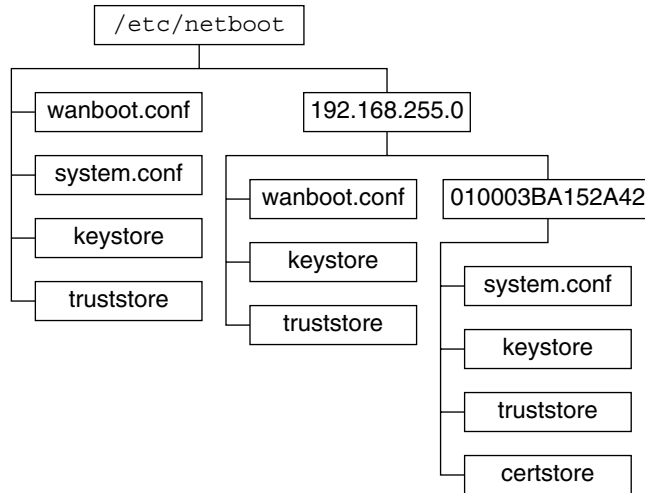 /etc/netboot
wanboot.conf
system.conf
keystore
truststore
192.168.255.0
wanboot.conf
keystore
truststore
010003BA152A42
system.conf
keystore
truststore
certstore